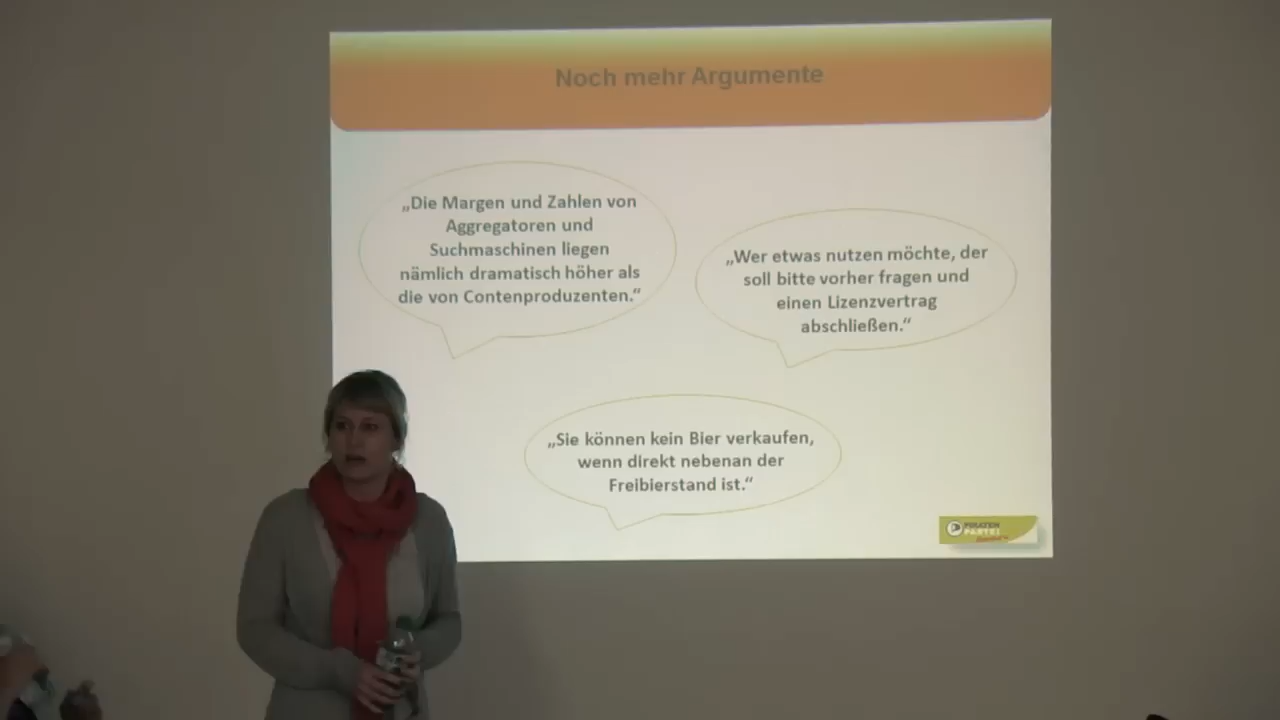 Noch mehr Argumente
„Die Margen und Zahlen von
Aggregatoren und
Suchmaschinen liegen
nämlich dramatisch höher als
die von Contenproduzenten.“
„Wer etwas nutzen möchte, der
soll bitte vorher fragen und
einen Lizenzvertrag
abschließen.“
„Sie können kein Bier verkaufen,
wenn direkt nebenan der
Freibierstand ist.“
PIRATEN
PARTEI